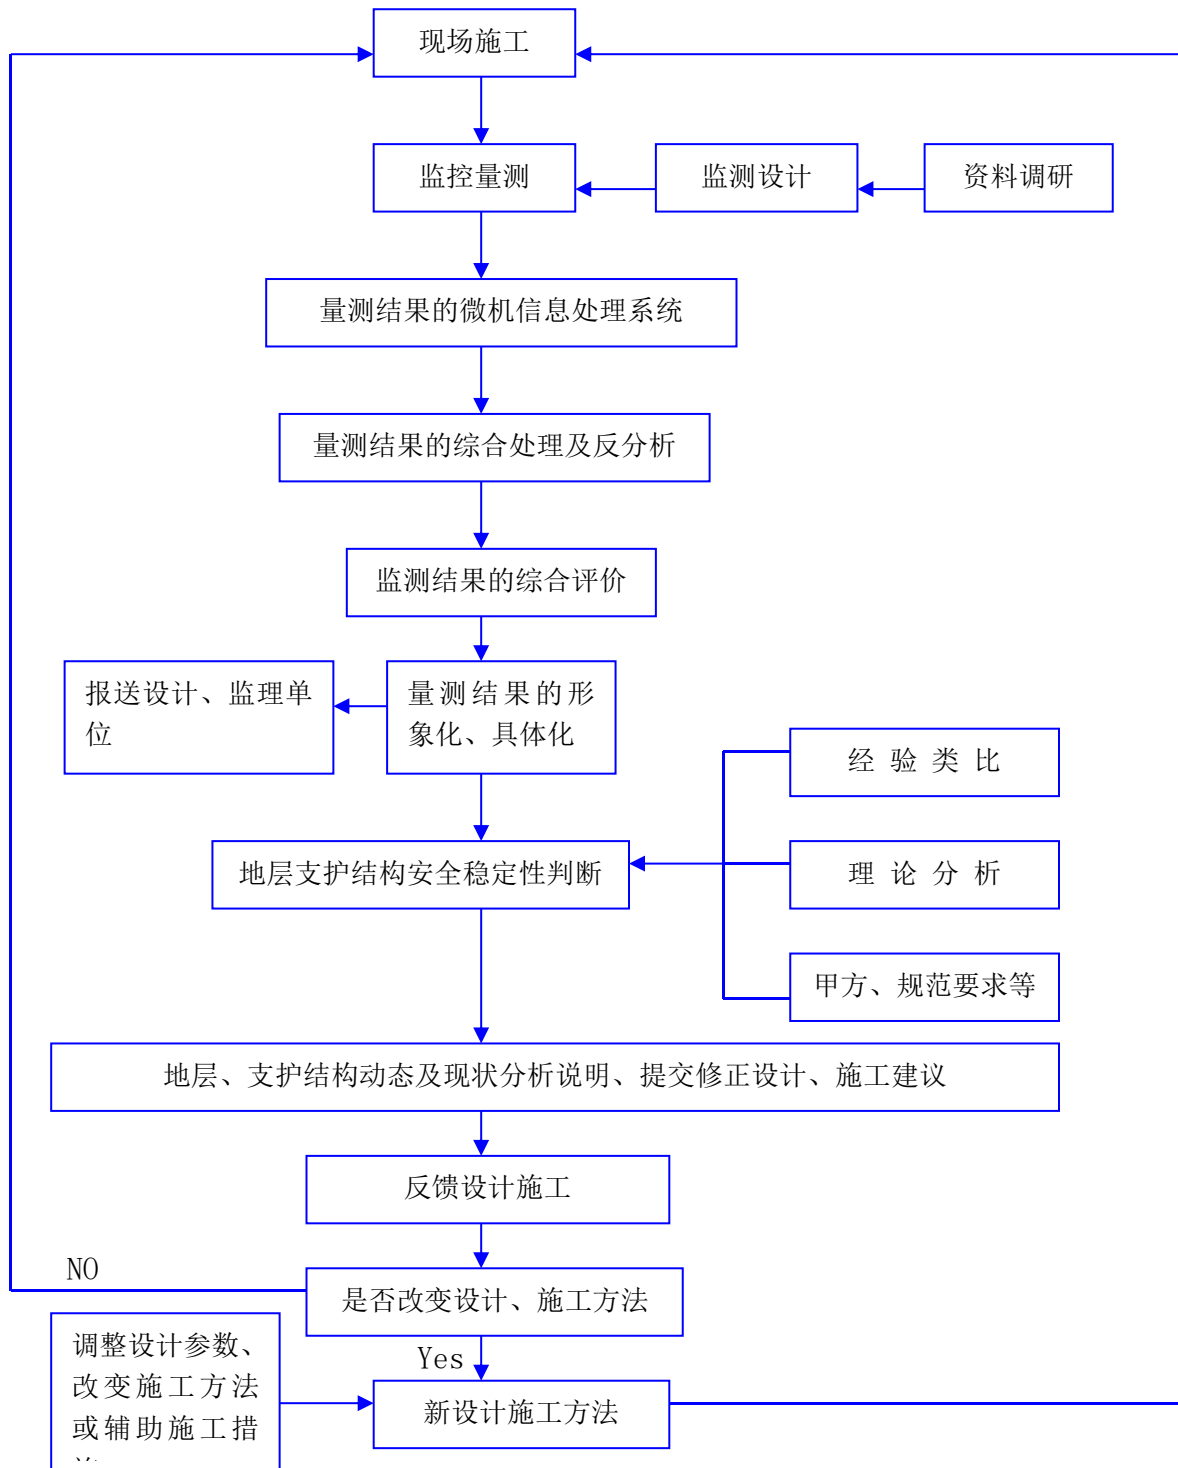 现场施工
监控量测
监测设计
资料调研
量测结果的微机信息处理系统
量测结果的综合处理及反分析
监测结果的综合评价
报送设计、监理单
位
量测结果的形
象化、具体化
经验类比
地层支护结构安全稳定性判断
理论分析
甲方、规范要求等
地层、支护结构动态及现状分析说明、提交修正设计、施工建议
反馈设计施工
NO
是否改变设计、施工方法
调整设计参数、
改变施工方法
或辅助施工措
Yes
新设计施工方法